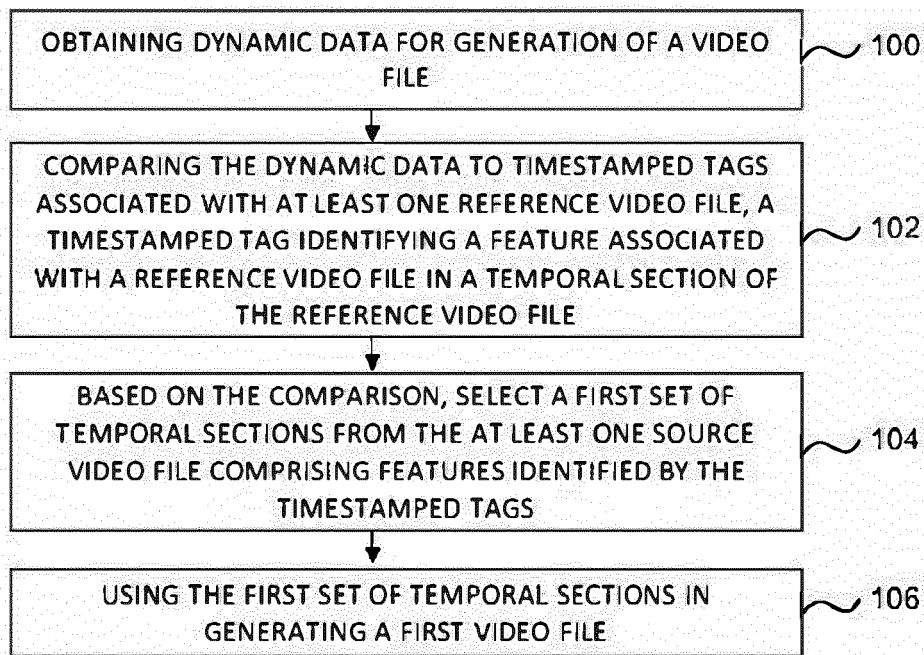 OBTAINING DYNAMIC DATA FOR GENERATION OF A VIDEO
FILE
100
COMPARING THE DYNAMIC DATA TO TIMESTAMPED TAGS
ASSOCIATED WITH AT LEAST ONE REFERENCE VIDEO FILE, A
TIMESTAMPED TAG IDENTIFYING A FEATURE ASSOCIATED
WITH A REFERENCE VIDEO FILE IN A TEMPORAL SECTION OF
THE REFERENCE VIDEO FILE
102
BASED ON THE COMPARISON, SELECT A FIRST SET OF
TEMPORAL SECTIONS FROM THE AT LEAST ONE SOURCE
VIDEO FILE COMPRISING FEATURES IDENTIFIED BY THE
TIMESTAMPED TAGS
104
USING THE FIRST SET OF TEMPORAL SECTIONS IN
GENERATING A FIRST VIDEO FILE
106